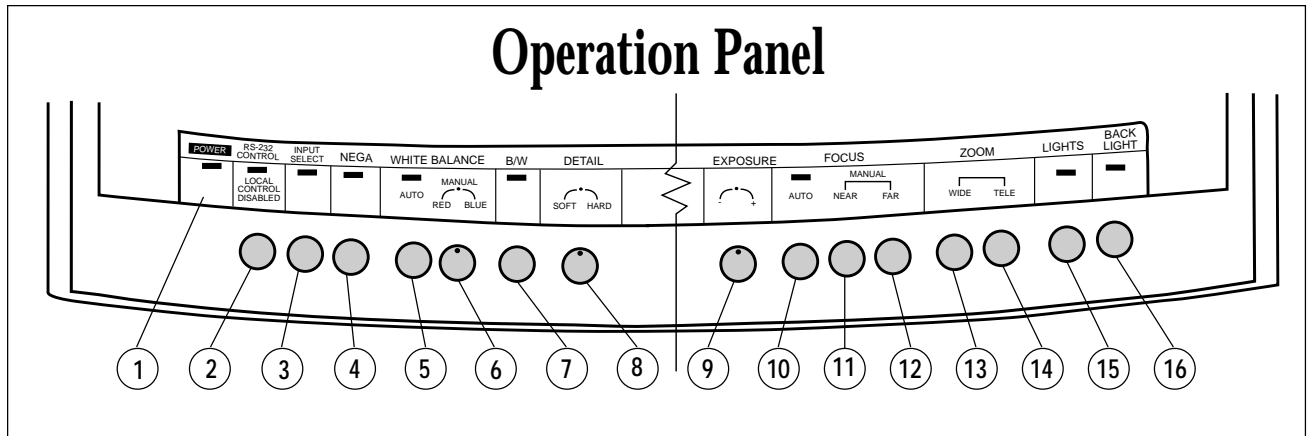 Operation Panel
POWER
RS-232
CONTROL
LOCAL
CONTROL
DISABLED
INPUT
SELECT
NEGA
WHITE BALANCE
AUTO
MANUAL
RED BLUE
B/W
DETAIL
SOFT HARD
EXPOSURE
- +
FOCUS
AUTO
MANUAL
NEAR FAR
ZOOM
WIDE TELE
LIGHTS
BACK
LIGHT
1 2 3 4 5 6 7 8 9 10 11 12 13 14 15 16